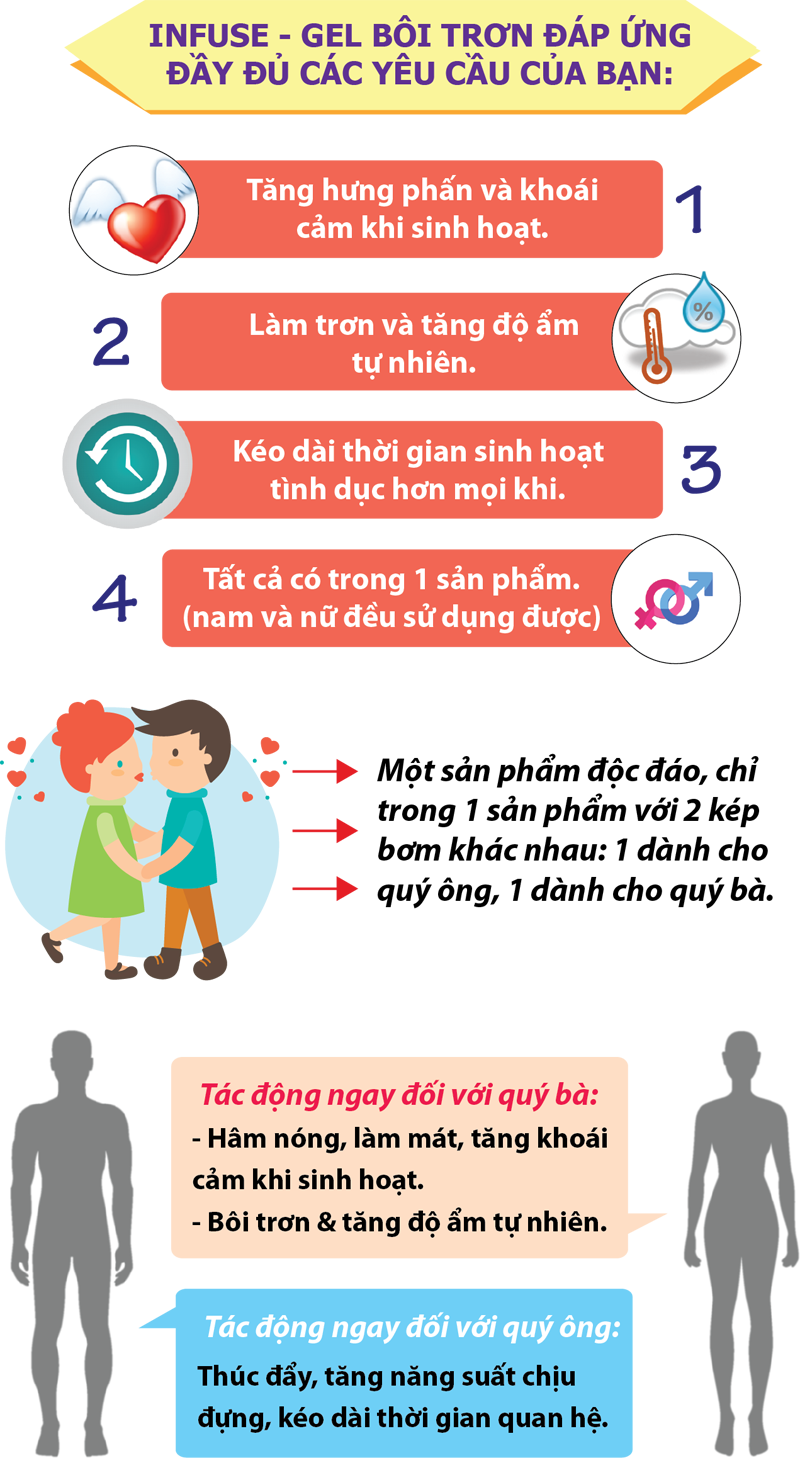 INFUSE - GEL BÔI TRƠN ĐÁP ỨNG
ĐẦY ĐỦ CÁC YÊU CẦU CỦA BẠN:
Tăng hưng phấn và khoái
cảm khi sinh hoạt.
1
2
Làm trơn và tăng độ ẩm
tự nhiên.
%
Kéo dài thời gian sinh hoạt
tình dục hơn mọi khi.
3
4
Tất cả có trong 1 sản phẩm.
(nam và nữ đều sử dụng được)
Một sản phẩm độc đáo, chỉ
trong 1 sản phẩm với 2 kép
bơm khác nhau: 1 dành cho
quý ông, 1 dành cho quý bà.
Tác động ngay đối với quý bà:
- Hâm nóng, làm mát, tăng khoái
cảm khi sinh hoạt.
- Bôi trơn & tăng độ ẩm tự nhiên.
Tác động ngay đối với quý ông:
Thúc đẩy, tăng năng suất chịu
đựng, kéo dài thời gian quan hệ.